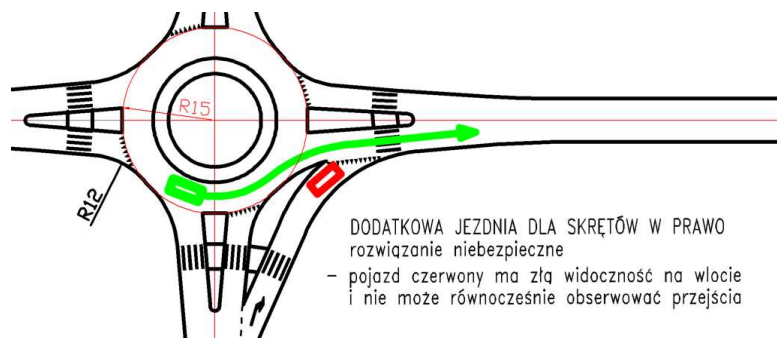 R15
R12
DODATKOWA JEZDNIA DLA SKRĘTÓW W PRAWO
rozwiązanie niebezpieczne
– pojazd czerwony ma złą widoczność na wlocie
i nie może równocześnie obserwować przejścia